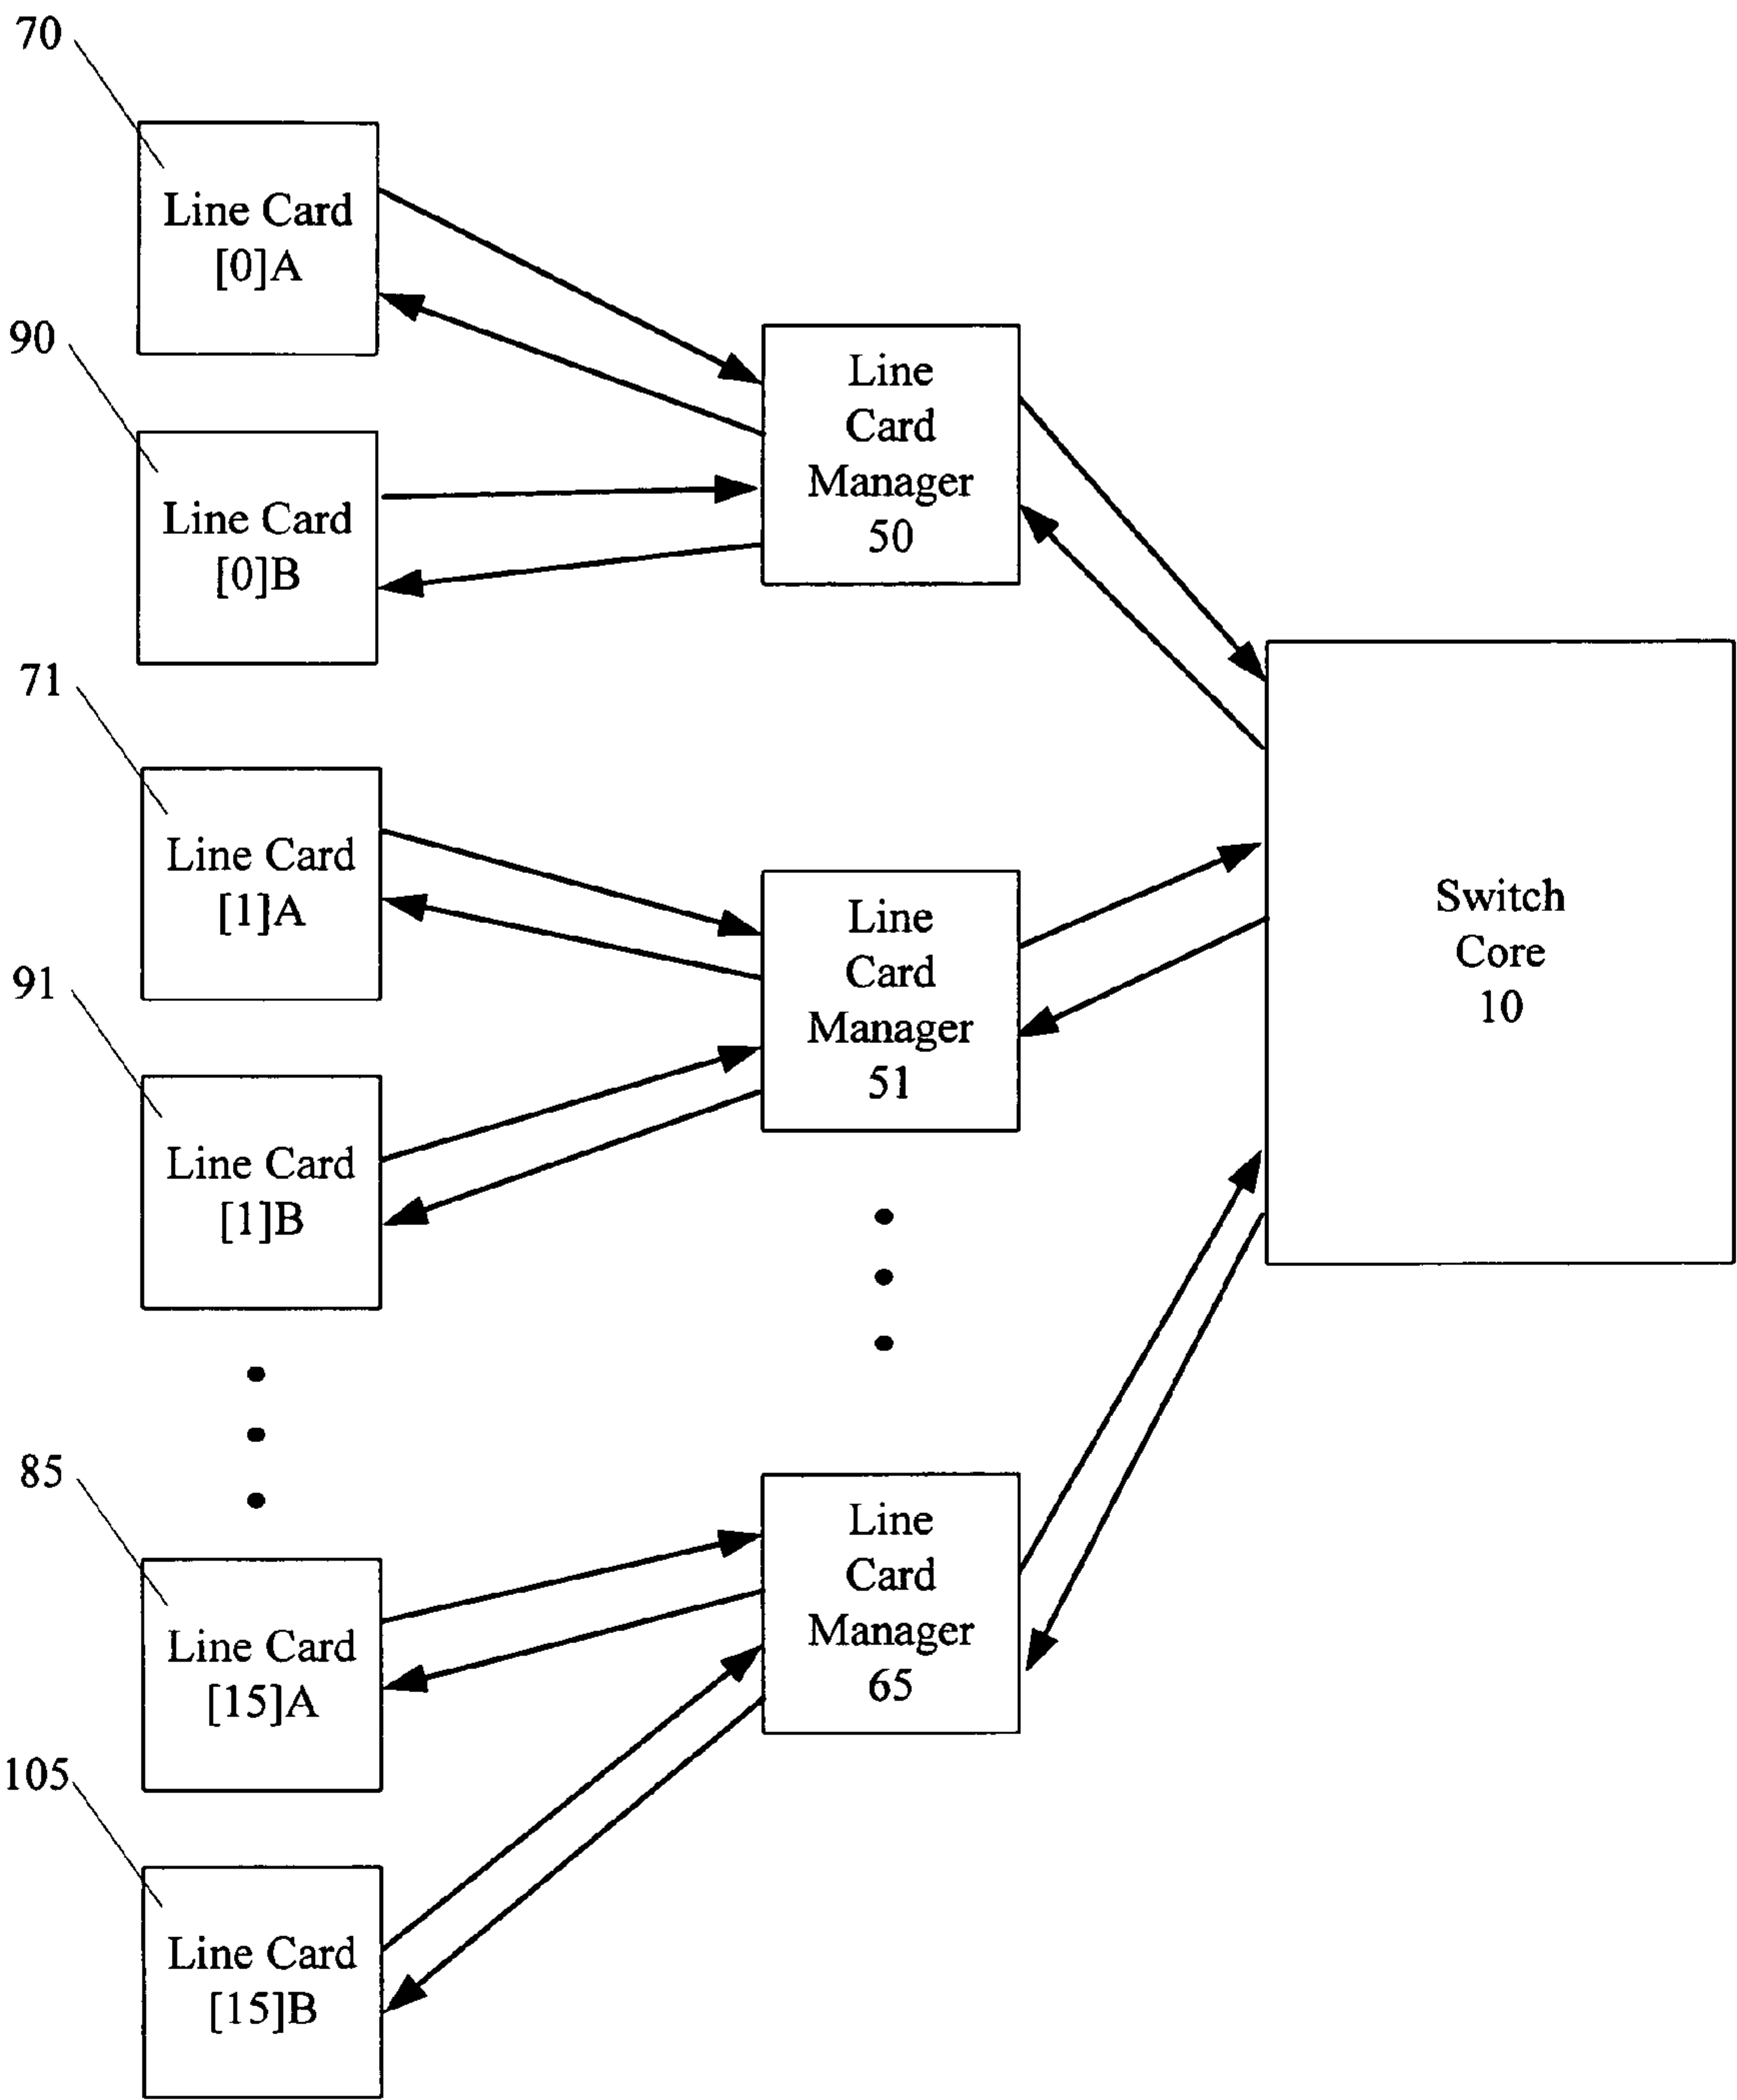 70
Line Card
[0]A
90
Line Card
[0]B
Line
Card
Manager
50
71
Line Card
[1]A
91
Line Card
[1]B
Line
Card
Manager
51
Switch
Core
10
85
Line Card
[15]A
105
Line Card
[15]B
Line
Card
Manager
65